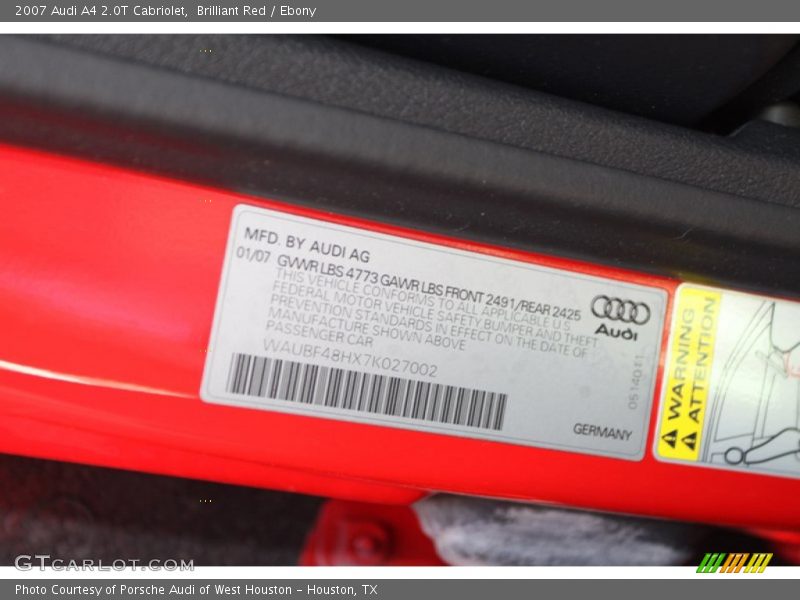 2007 Audi A4 2.0T Cabriolet,  Brilliant Red / Ebony
MFD. BY AUDI AG
01/07 GVWR LBS 4773 GAWR LBS FRONT 2491/REAR 2425
THIS VEHICLE CONFORMS TO ALL APPLICABLE U.S
FEDERAL MOTOR VEHICLE SAFETY BUMPER AND THEFT
PREVENTION STANDARDS IN EFFECT ON THE DATE OF
MANUFACTURE SHOWN ABOVE
PASSENGER CAR
WAUBF48HX7K027002
Audi
051401
GERMANY
WARNING
ATTENTION
GTCARLOT.COM
Photo Courtesy of Porsche Audi of West Houston - Houston, TX